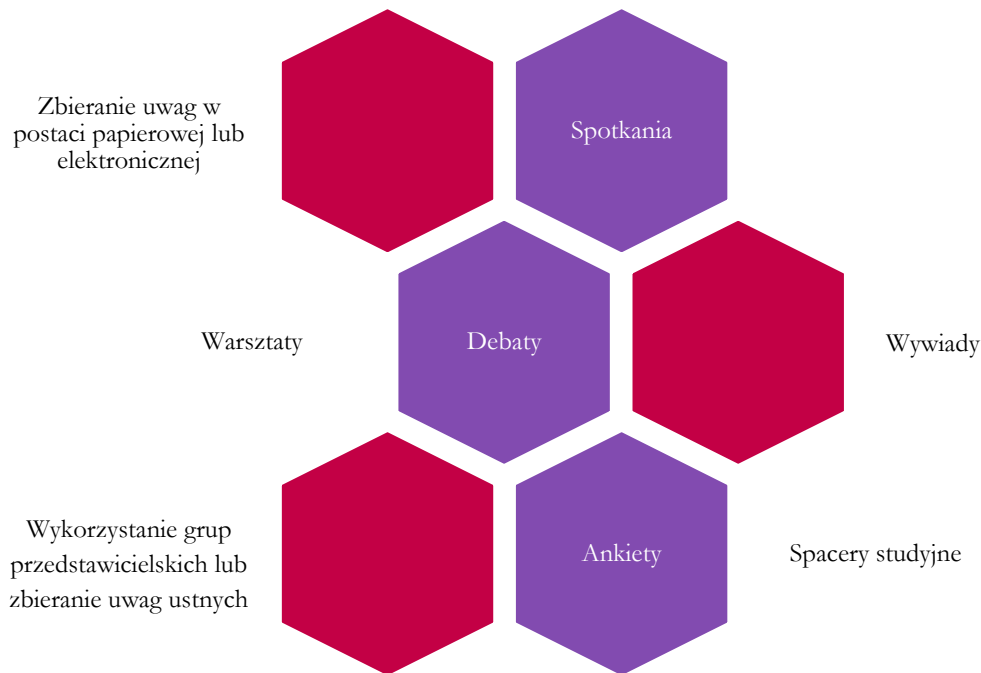 Zbieranie uwag w
postaci papierowej lub
elektronicznej
Spotkania
Warsztaty
Debaty
Wywiady
Wykorzystanie grup
przedstawicielskich lub
zbieranie uwag ustnych
Ankiety
Spacery studyjne